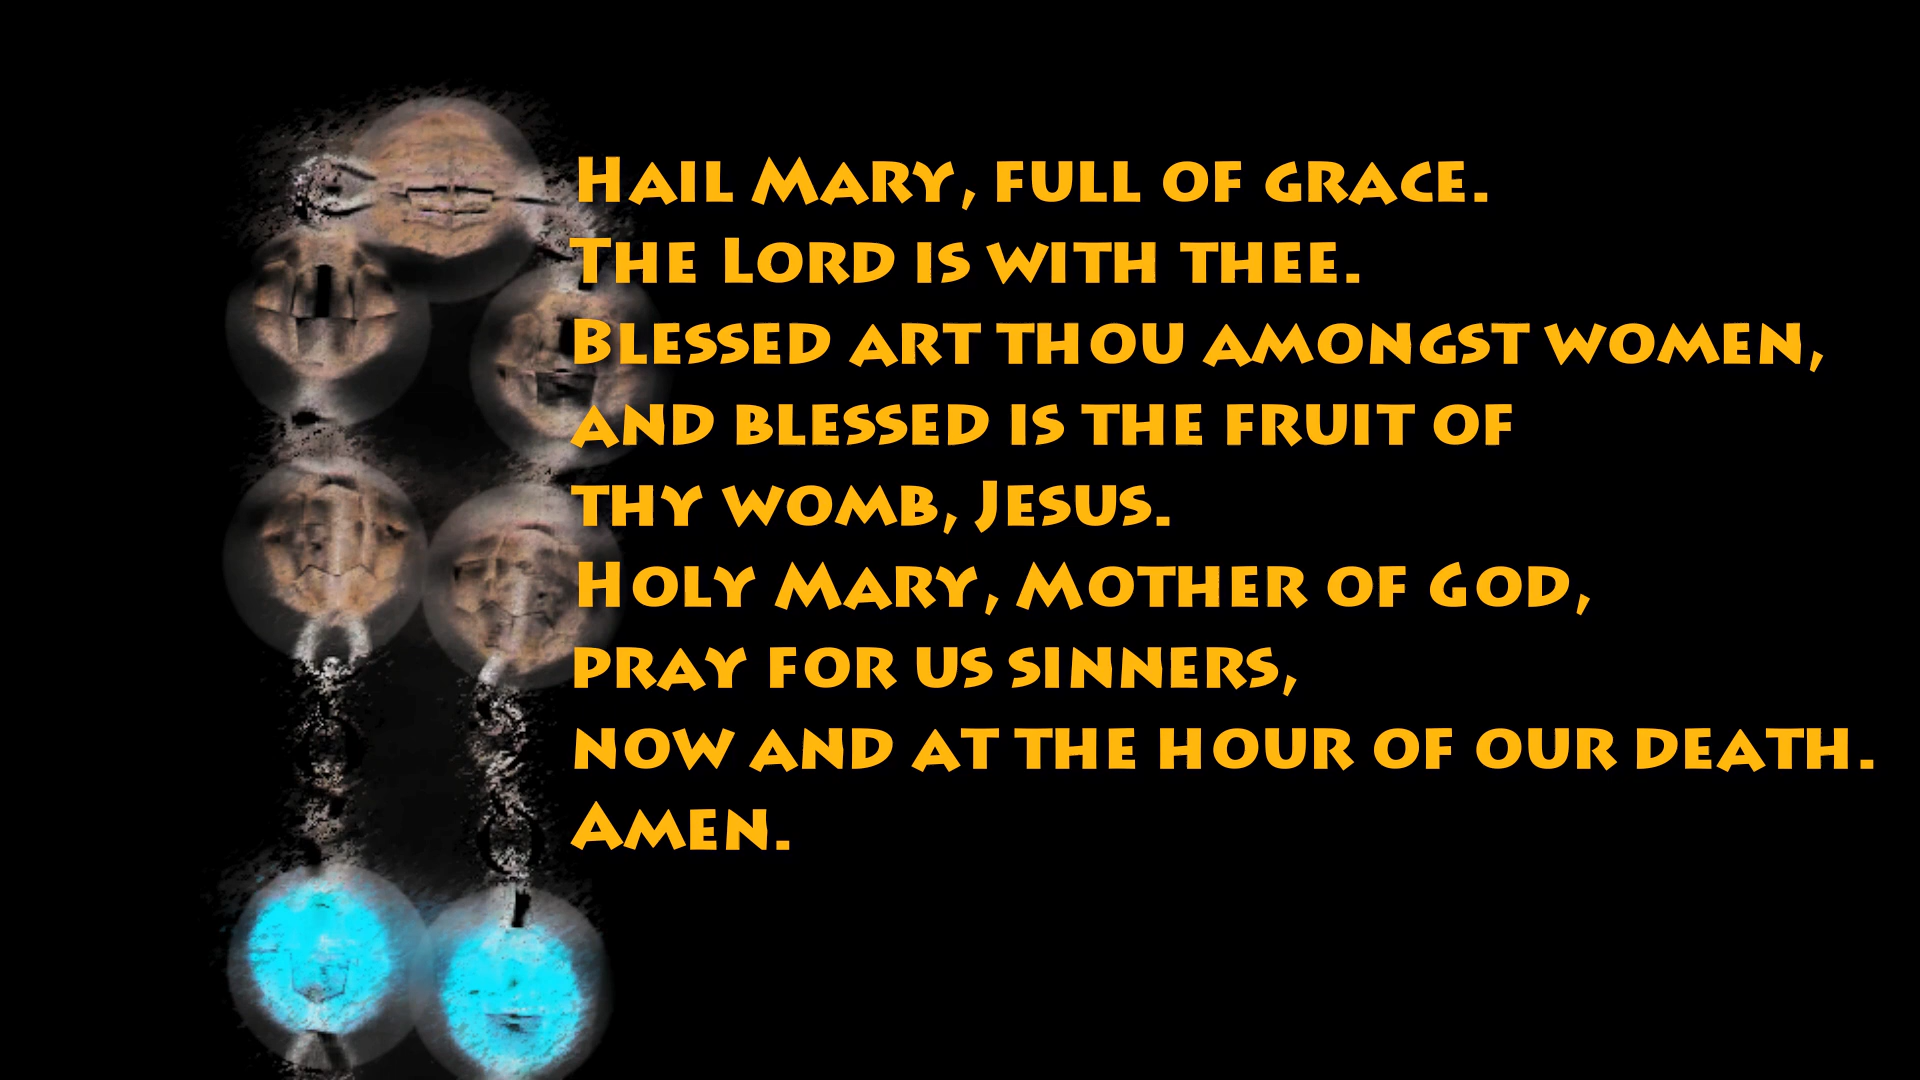 Hail Mary, full of grace.
The Lord is with thee.
Blessed art thou amongst women,
and blessed is the fruit of
thy womb, Jesus.
Holy Mary, Mother of God,
pray for us sinners,
now and at the hour of our death.
Amen.